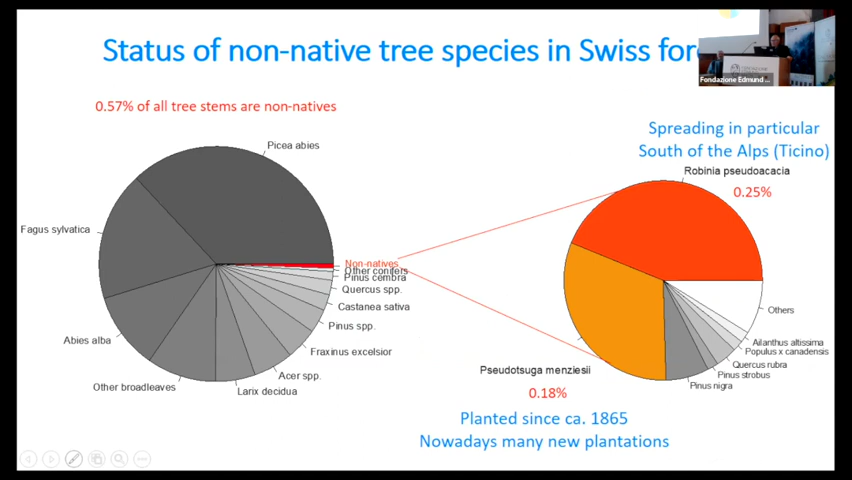 Status of non-native tree species in Swiss for
0.57% of all tree stems are non-natives
Picea abies
Fagus sylvatica
Abies alba
Other broadleaves
Larix decidua
Acer spp.
Fraxinus excelsior
Pinus spp.
Castanea sativa
Quercus spp.
Pinus cembra
Other conifers
Non-natives
Spreading in particular
South of the Alps (Ticino)
Robinia pseudoacacia
0.25%
Others
Ailanthus altissima
Populus x canadensis
Quercus rubra
Pinus strobus
Pinus nigra
Pseudotsuga menziesii
0.18%
Planted since ca. 1865
Nowadays many new plantations
Fondazione Edmund ...